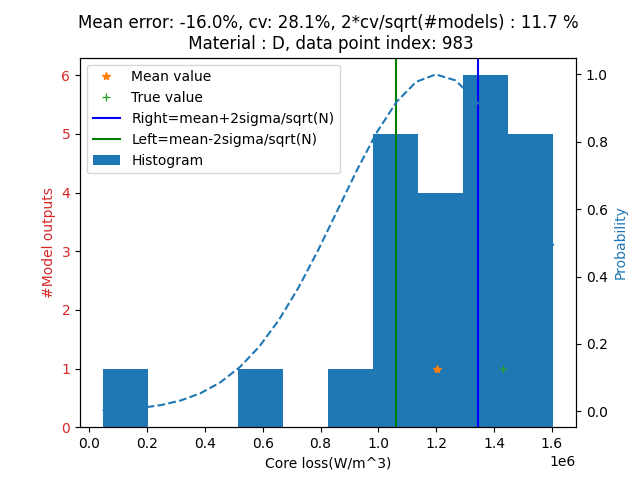 Mean error: -16.0%, cv: 28.1%, 2*cv/sqrt(#models) : 11.7 %
Material : D, data point index: 983
Mean value
True value
Right=mean+2sigma/sqrt(N)
Left=mean-2sigma/sqrt(N)
Histogram
#Model outputs
6
5
4
3
2
1
0
Probability
1.0
0.8
0.6
0.4
0.2
0.0
0.0 0.2 0.4 0.6 0.8 1.0 1.2 1.4 1.6
1e6
Core loss(W/m^3)